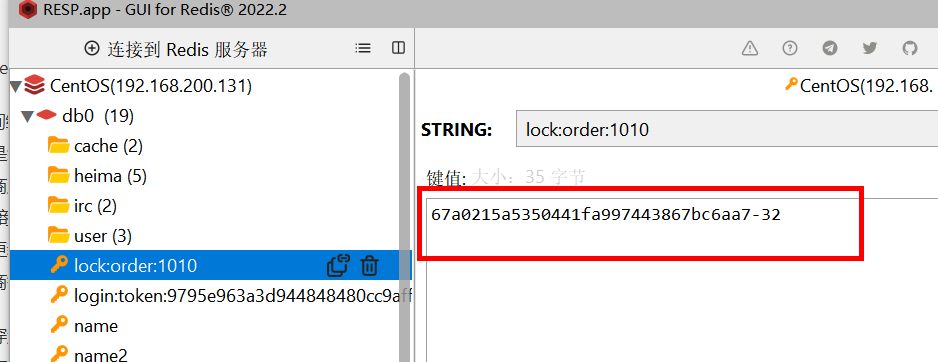 RESP.app - GUI for Redis® 2022.2
连接到 Redis 服务器
CentOS(192.168.200.131)
db0 (19)
cache (2)
heima (5)
irc (2)
user (3)
lock:order:1010
login:token:9795e963a3d944848480cc9aff
name
name2
CentOS(192.168.
STRING:
lock:order:1010
键值: 大小: 35 字节
67a0215a5350441fa997443867bc6aa7-32